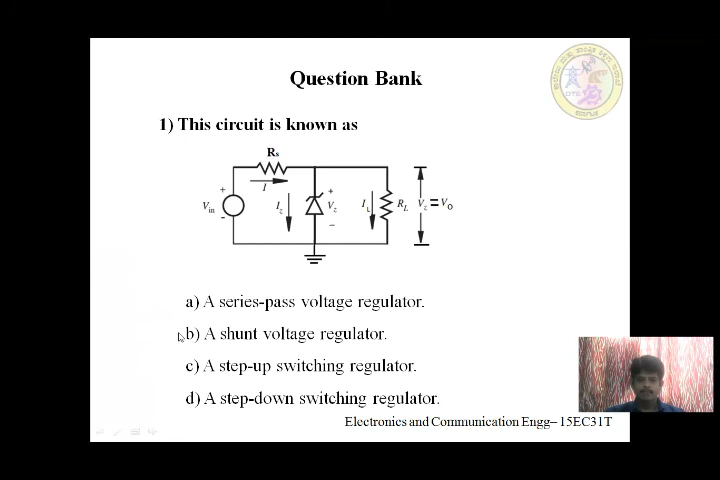 Question Bank
1) This circuit is known as
Rs
+ I + 
Vin Iz Vz IL RL Vz = Vo
- −
a) A series-pass voltage regulator.
b) A shunt voltage regulator.
c) A step-up switching regulator.
d) A step-down switching regulator.
Electronics and Communication Engg– 15EC31T